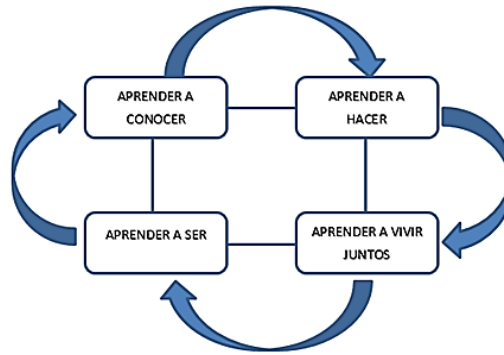 APRENDER A
CONOCER
APRENDER A
HACER
APRENDER A SER
APRENDER A VIVIR
JUNTOS